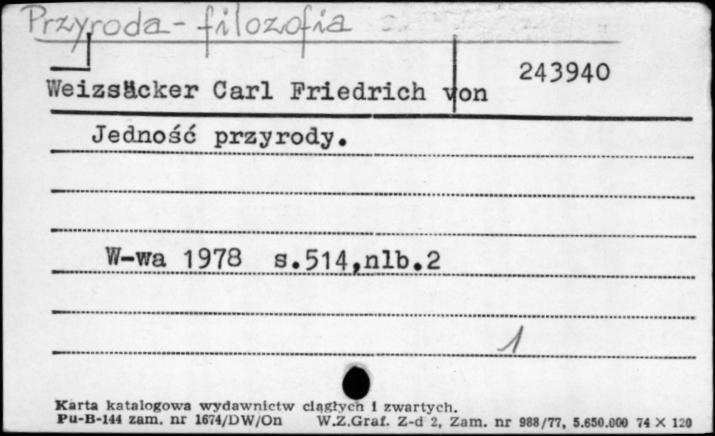 Przyroda - filozofia
243940
Weizsäcker Carl Friedrich von
Jedność przyrody.
W-wa 1978 s.514,nlb.2
1
Karta katalogowa wydawnictw ciągłych i zwartych.
Pu-B-144 zam. nr 1674/DW/On W.Z.Graf. Z-d 2, Zam. nr 988/77, 5.650.000 74 X 120